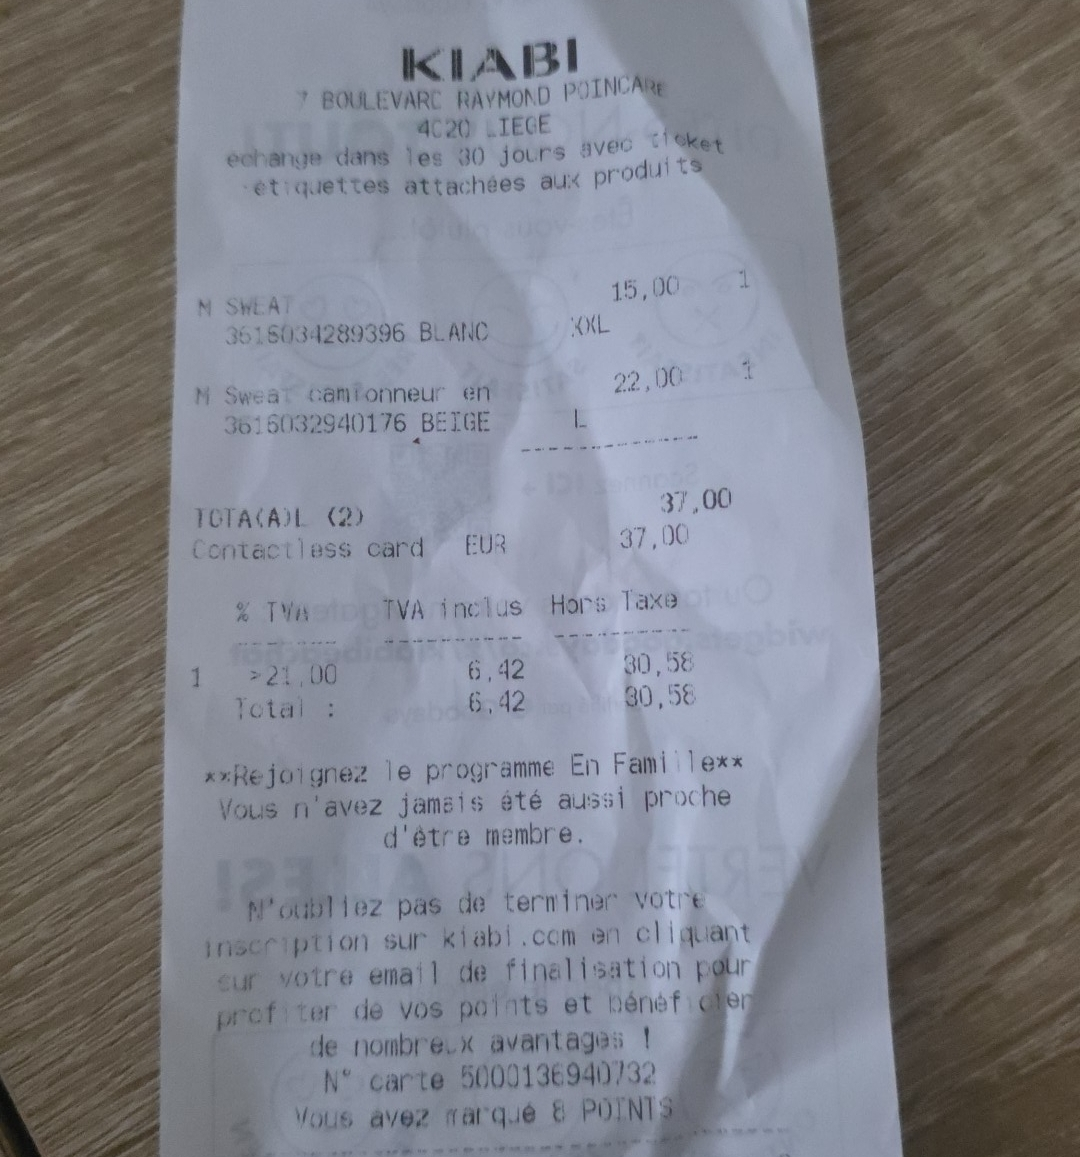 KIABI
7 BOULEVARD RAYMOND POINCARE
4020 LIEGE
echange dans les 30 jours avec ticket
etiquettes attachées aux produits
M SWEAT 15,00 1
3616034289396 BLANC XXL
M Sweat camionneur en 22,00 1
3616032940176 BEIGE L
TOTA(A)L (2) 37,00
Contactless card EUR 37,00
% TVA TVA inclus Hors Taxe
1 >21,00 6,42 30,58
Total : 6,42 30,58
**Rejoignez le programme En Famille**
Vous n'avez jamais été aussi proche
d'être membre.
N'oubliez pas de terminer votre
inscription sur kiabi.com en cliquant
sur votre email de finalisation pour
profiter de vos points et bénéficier
de nombreux avantages !
N° carte 5000136940732
Vous avez marqué 8 POINTS